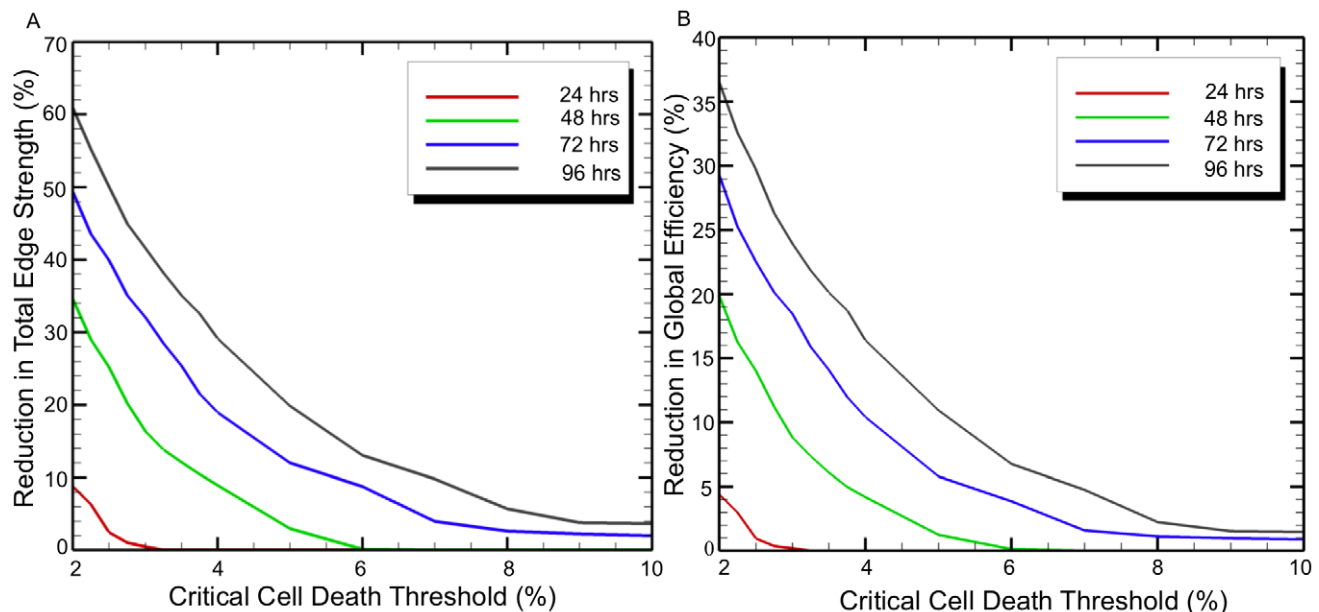 A
Reduction in Total Edge Strength (%)
70
60
50
40
30
20
10
0
2
4
6
8
10
Critical Cell Death Threshold (%)
24 hrs
48 hrs
72 hrs
96 hrs
B
Reduction in Global Efficiency (%)
40
35
30
25
20
15
10
5
0
2
4
6
8
10
Critical Cell Death Threshold (%)
24 hrs
48 hrs
72 hrs
96 hrs